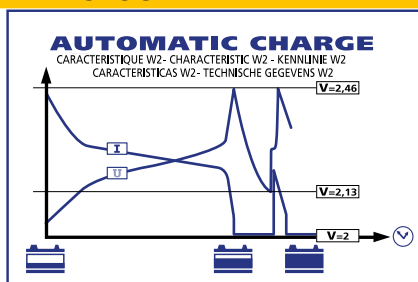 AUTOMATIC CHARGE
CARACTERISTIQUE W2- CHARACTERISTIC W2 - KENNLINIE W2
CARACTERISTICAS W2- TECHNISCHE GEGEVENS W2
V=2,46
I
U
V=2,13
V=2